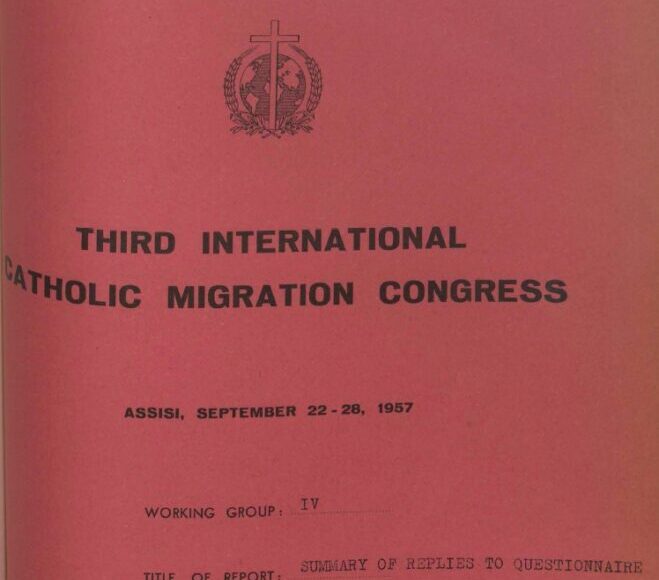 THIRD INTERNATIONAL
CATHOLIC MIGRATION CONGRESS
ASSISI, SEPTEMBER 22 - 28, 1957
WORKING GROUP: IV
TITLE OF REPORT: SUMMARY OF REPLIES TO QUESTIONNAIRE